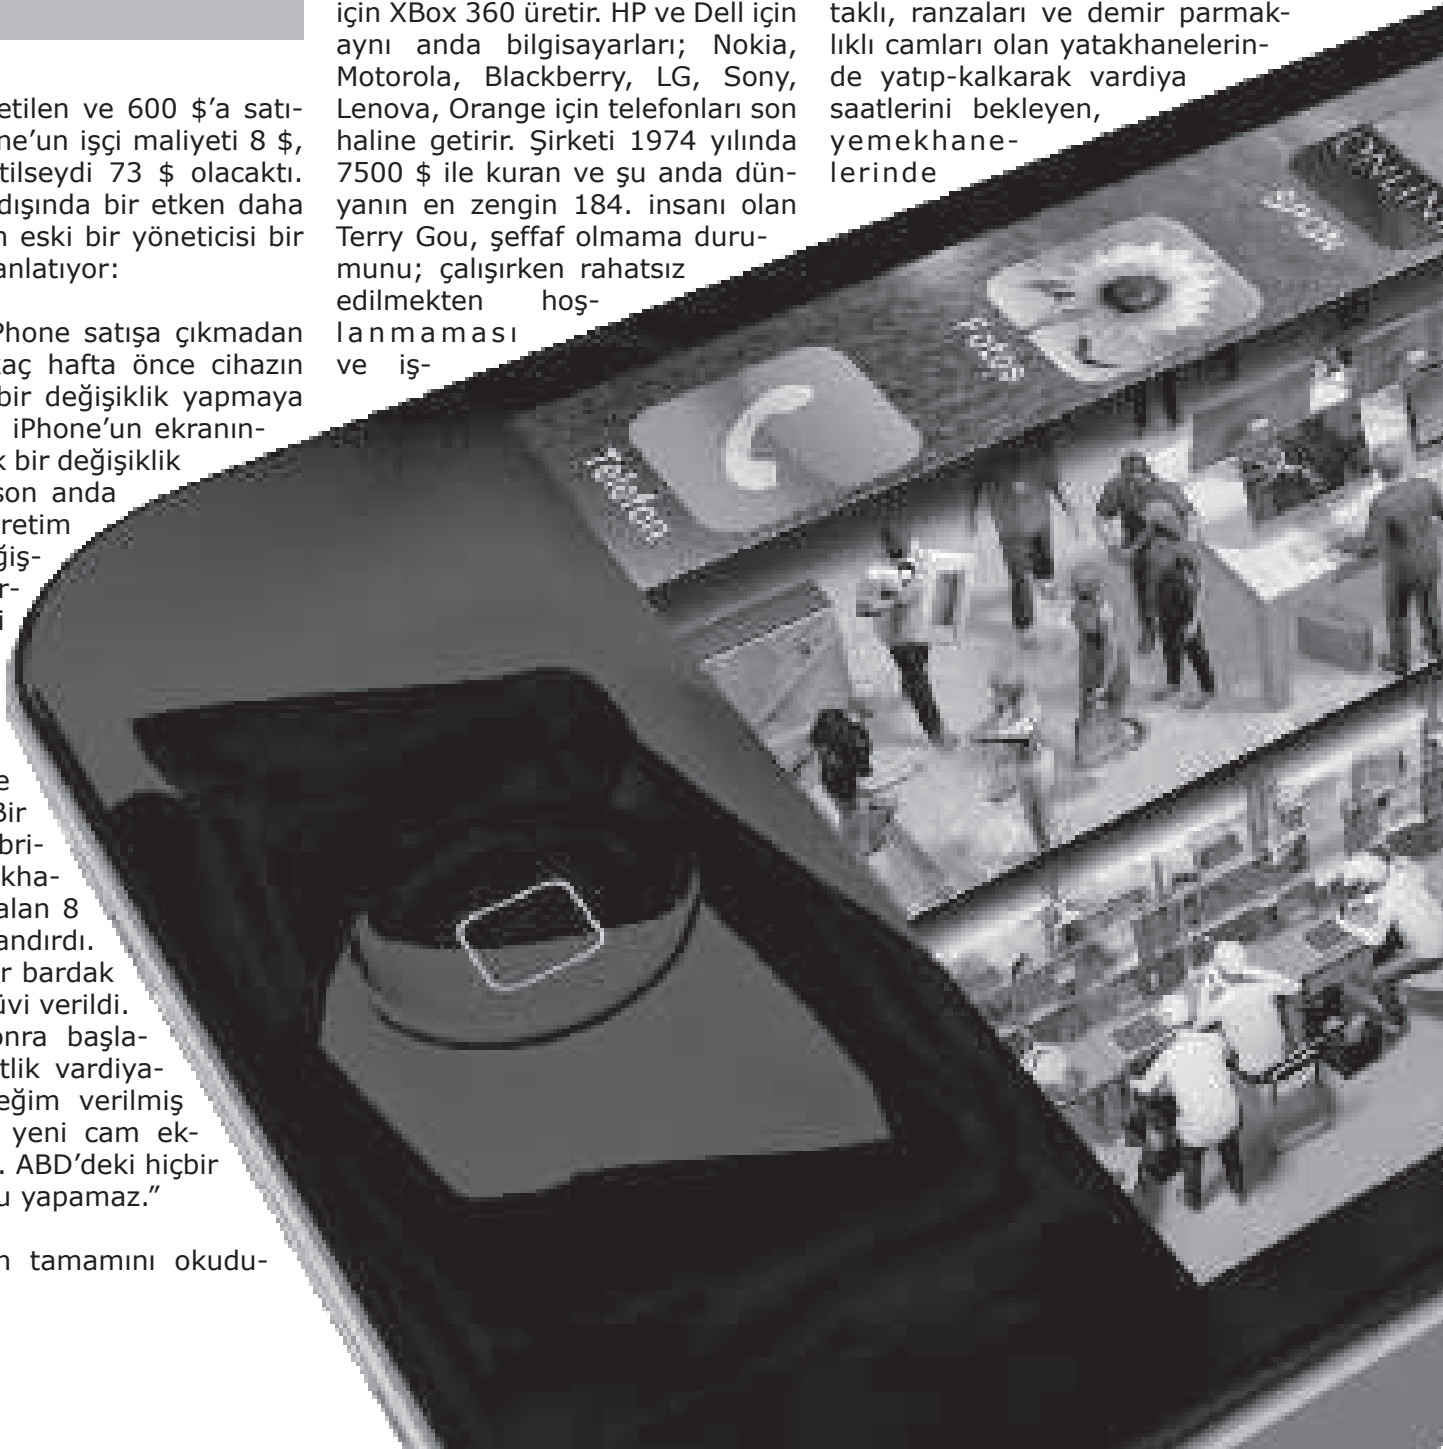 etilen ve 600 $’a satı-
ne’un işçi maliyeti 8 $,
tilseydi 73 $ olacaktı.
dışında bir etken daha
n eski bir yöneticisi bir
anlatıyor:
Phone satışa çıkmadan
kaç hafta önce cihazın
bir değişiklik yapmaya
iPhone’un ekranın-
k bir değişiklik
son anda
retim
ğiş-
r-
i
e
Bir
bri-
kha-
alan 8
andırdı.
r bardak
üvi verildi.
onra başla-
tlik vardiya-
eğim verilmiş
yeni cam ek-
. ABD’deki hiçbir
u yapamaz.”
n tamamını okudu-
için XBox 360 üretir. HP ve Dell için
aynı anda bilgisayarları; Nokia,
Motorola, Blackberry, LG, Sony,
Lenova, Orange için telefonları son
haline getirir. Şirketi 1974 yılında
7500 $ ile kuran ve şu anda dün-
yanın en zengin 184. insanı olan
Terry Gou, şeffaf olmama duru-
munu; çalışırken rahatsız
edilmekten hoş-
lanmaması
ve iş-
taklı, ranzaları ve demir parmak-
lıklı camları olan yatakhanelerin-
de yatıp-kalkarak vardiya
saatlerini bekleyen,
yemekhane-
lerinde
Telefon
Fotos
SPOR